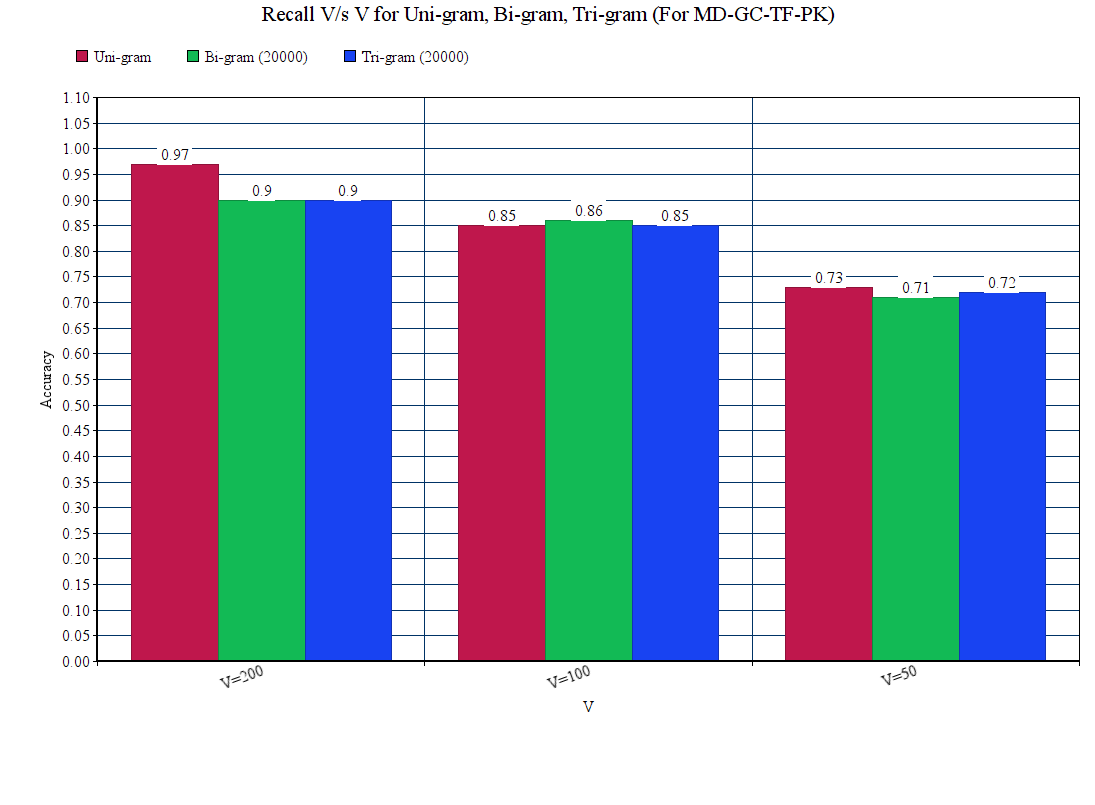 Recall V/s V for Uni-gram, Bi-gram, Tri-gram (For MD-GC-TF-PK)
Uni-gram Bi-gram (20000) Tri-gram (20000)
1.10
1.05
1.00
0.95
0.90
0.85
0.80
0.75
0.70
0.65
0.60
0.55
0.50
0.45
0.40
0.35
0.30
0.25
0.20
0.15
0.10
0.05
0.00
Accuracy
0.97 0.9 0.9
0.85 0.86 0.85
0.73 0.71 0.72
V=200 V=100 V=50
V